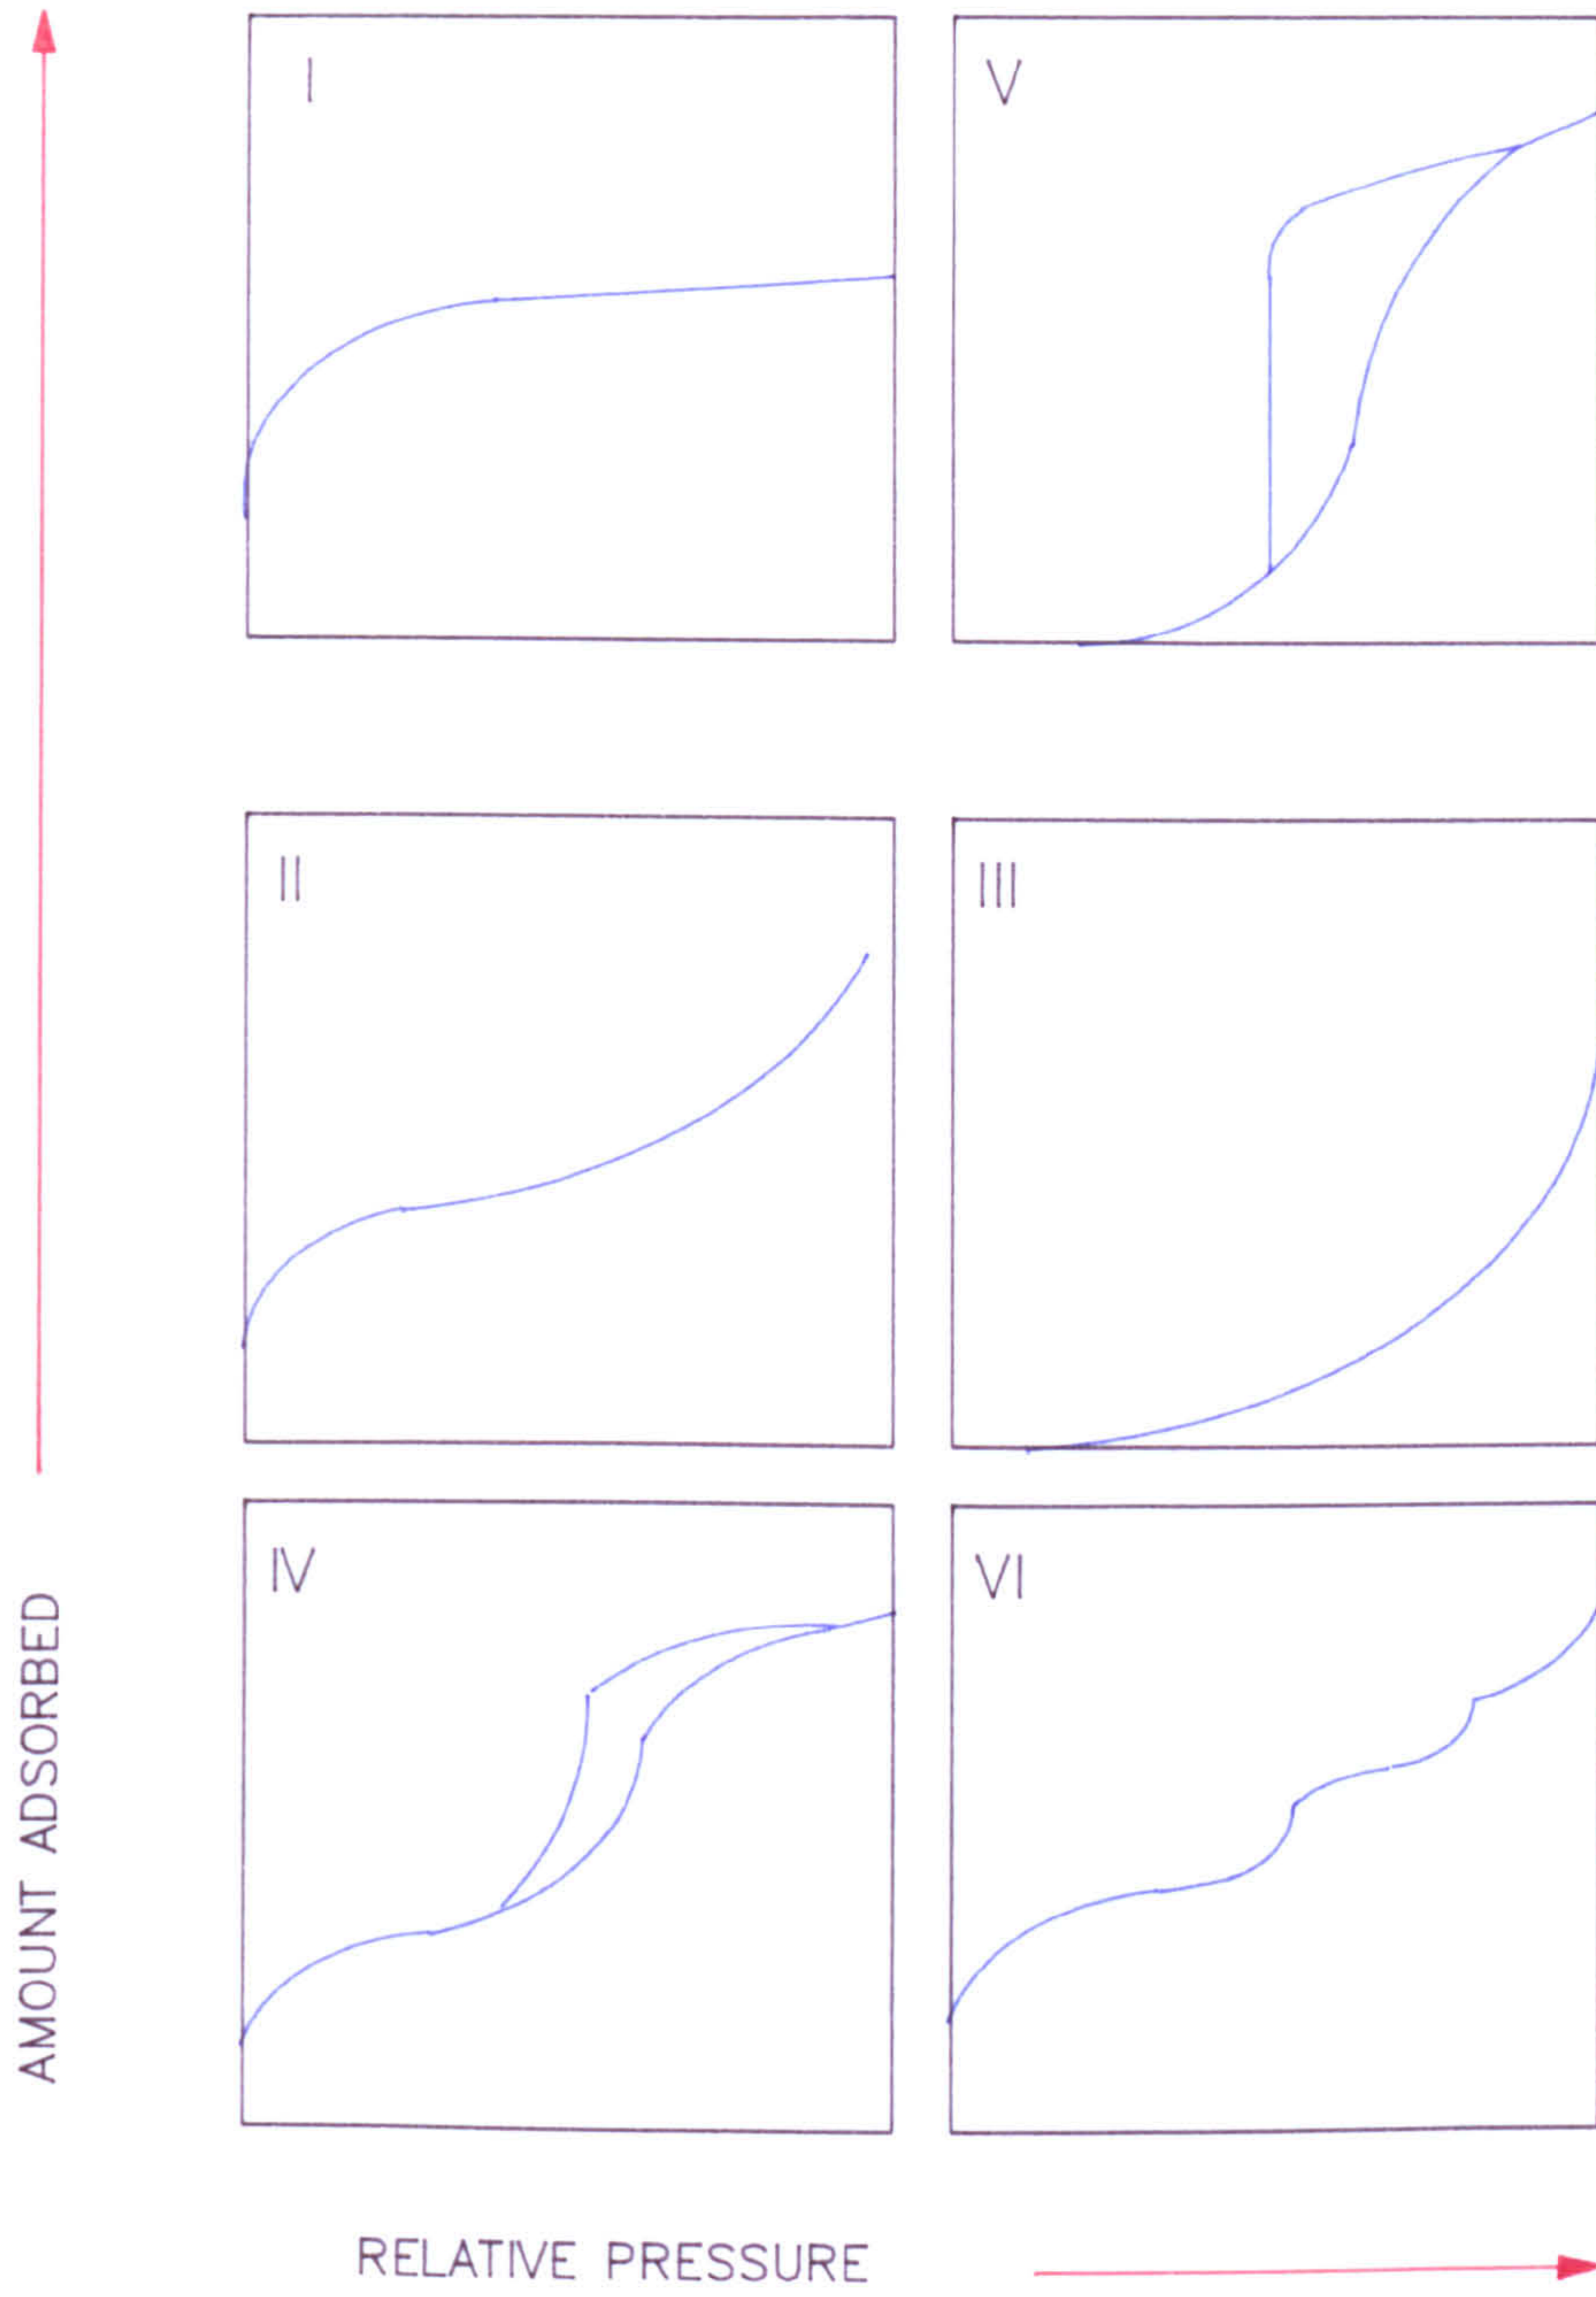 I
V
II
III
IV
VI
AMOUNT ADSORBED
RELATIVE PRESSURE